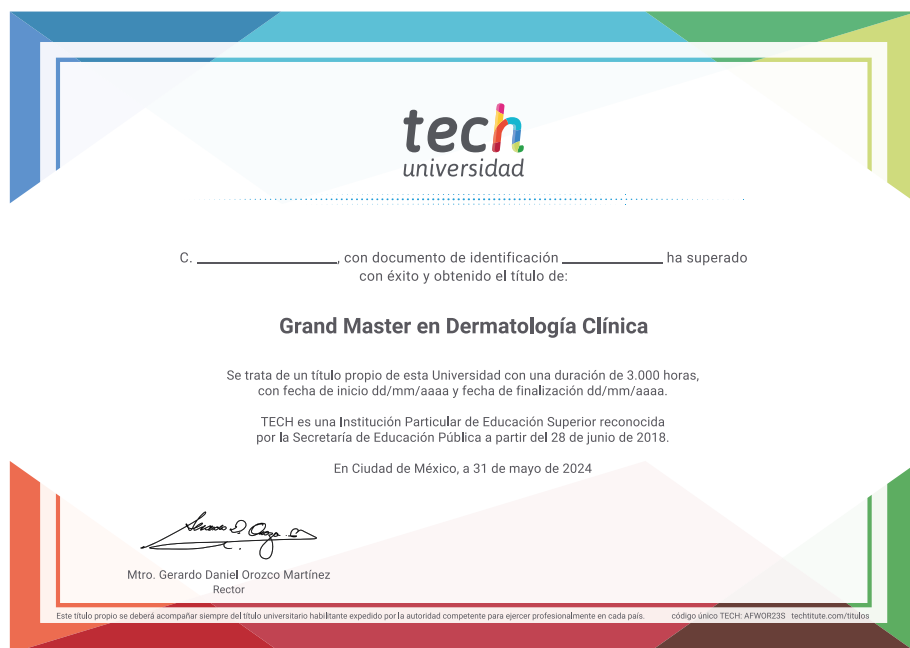 tech
universidad
C. ____________, con documento de identificación ____________ ha superado
con éxito y obtenido el título de:
Grand Master en Dermatología Clínica
Se trata de un título propio de esta Universidad con una duración de 3.000 horas,
con fecha de inicio dd/mm/aaaa y fecha de finalización dd/mm/aaaa.
TECH es una Institución Particular de Educación Superior reconocida
por la Secretaría de Educación Pública a partir del 28 de junio de 2018.
En Ciudad de México, a 31 de mayo de 2024
Mtro. Gerardo Daniel Orozco Martínez
Rector
Este título propio se deberá acompañar siempre del título universitario habilitante expedido por la autoridad competente para ejercer profesionalmente en cada país. código único TECH: AFWOR23S techtitute.com/titulos